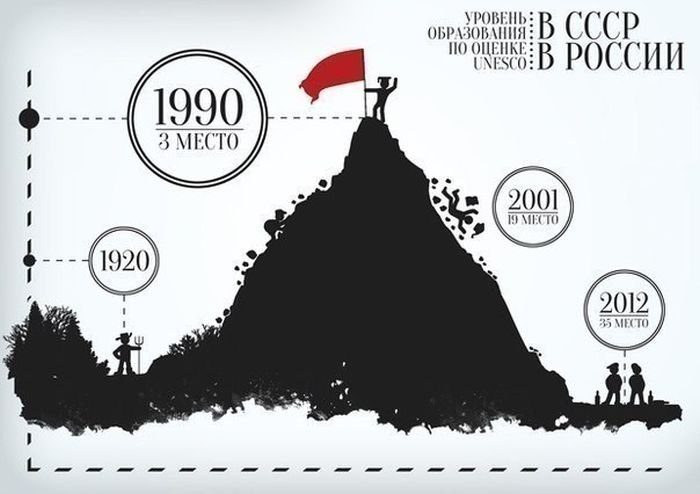 УРОВЕНЬ
ОБРАЗОВАНИЯ
ПО ОЦЕНКЕ
UNESCO
В СССР
В РОССИИ
1990
3 МЕСТО
2001
19 МЕСТО
1920
2012
35 МЕСТО